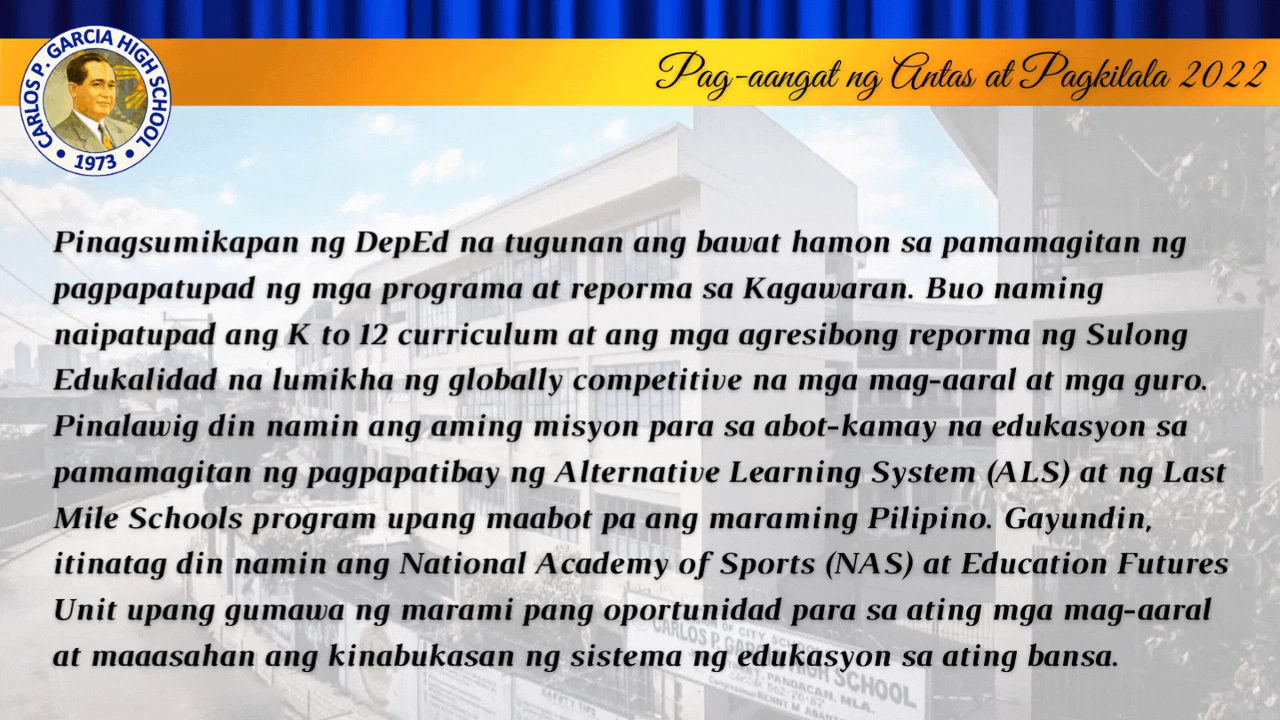 CARLOS P. GARCIA HIGH SCHOOL
1973
Pag-aangat ng Antas at Pagkilala 2022
Pinagsumikapan ng DepEd na tugunan ang bawat hamon sa pamamagitan ng
pagpapatupad ng mga programa at reporma sa Kagawaran. Buo naming
naipatupad ang K to 12 curriculum at ang mga agresibong reporma ng Sulong
Edukalidad na lumikha ng globally competitive na mga mag-aaral at mga guro.
Pinalawig din namin ang aming misyon para sa abot-kamay na edukasyon sa
pamamagitan ng pagpapatibay ng Alternative Learning System (ALS) at ng Last
Mile Schools program upang maabot pa ang maraming Pilipino. Gayundin,
itinatag din namin ang National Academy of Sports (NAS) at Education Futures
Unit upang gumawa ng marami pang oportunidad para sa ating mga mag-aaral
at maaasahan ang kinabukasan ng sistema ng edukasyon sa ating bansa.
OF CITY
CARLOS P. GARCIA HIGH SCHOOL
PANDACAN, MLA.
SAFETY TIPS